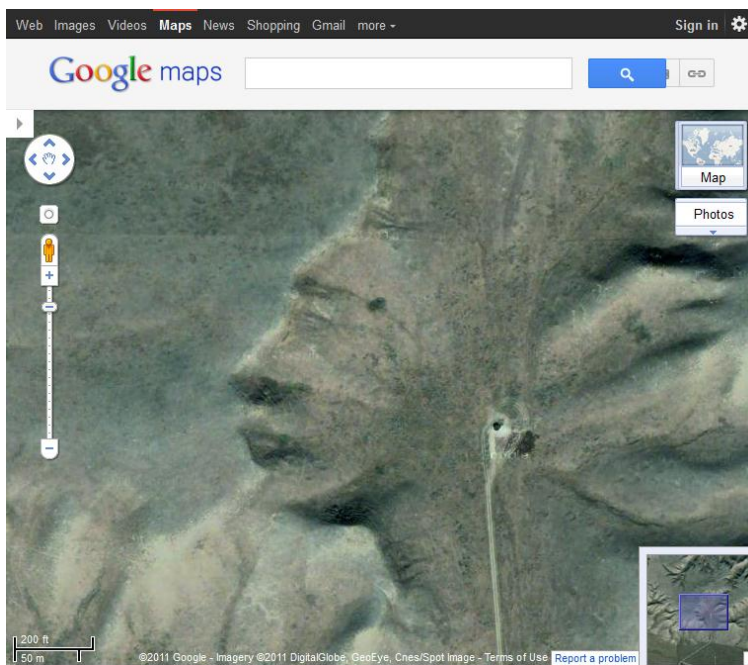 Web Images Videos Maps News Shopping Gmail more
Sign in
Google maps
Map
Photos
200 ft
50 m
©2011 Google - Imagery ©2011 DigitalGlobe, GeoEye, Cnes/Spot Image - Terms of Use
Report a problem